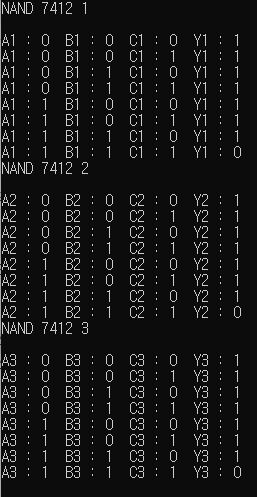 NAND 7412 1
A1 : 0 B1 : 0 C1 : 0 Y1 : 1
A1 : 0 B1 : 0 C1 : 1 Y1 : 1
A1 : 0 B1 : 1 C1 : 0 Y1 : 1
A1 : 0 B1 : 1 C1 : 1 Y1 : 1
A1 : 1 B1 : 0 C1 : 0 Y1 : 1
A1 : 1 B1 : 0 C1 : 1 Y1 : 1
A1 : 1 B1 : 1 C1 : 0 Y1 : 1
A1 : 1 B1 : 1 C1 : 1 Y1 : 0
NAND 7412 2
A2 : 0 B2 : 0 C2 : 0 Y2 : 1
A2 : 0 B2 : 0 C2 : 1 Y2 : 1
A2 : 0 B2 : 1 C2 : 0 Y2 : 1
A2 : 0 B2 : 1 C2 : 1 Y2 : 1
A2 : 1 B2 : 0 C2 : 0 Y2 : 1
A2 : 1 B2 : 0 C2 : 1 Y2 : 1
A2 : 1 B2 : 1 C2 : 0 Y2 : 1
A2 : 1 B2 : 1 C2 : 1 Y2 : 0
NAND 7412 3
A3 : 0 B3 : 0 C3 : 0 Y3 : 1
A3 : 0 B3 : 0 C3 : 1 Y3 : 1
A3 : 0 B3 : 1 C3 : 0 Y3 : 1
A3 : 0 B3 : 1 C3 : 1 Y3 : 1
A3 : 1 B3 : 0 C3 : 0 Y3 : 1
A3 : 1 B3 : 0 C3 : 1 Y3 : 1
A3 : 1 B3 : 1 C3 : 0 Y3 : 1
A3 : 1 B3 : 1 C3 : 1 Y3 : 0